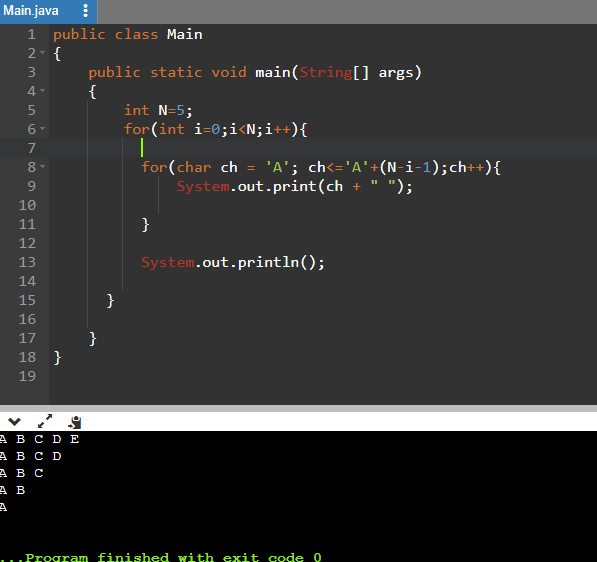 Main.java
1 public class Main
2 {
3 public static void main(String[] args)
4 {
5 int N=5;
6 for(int i=0;i<N;i++){
7
8 for(char ch = 'A'; ch<='A'+(N-i-1);ch++){
9 System.out.print(ch + " ");
10
11 }
12
13 System.out.println();
14
15 }
16
17 }
18 }
19
A B C D E
A B C D
A B C
A B
A
...Program finished with exit code 0